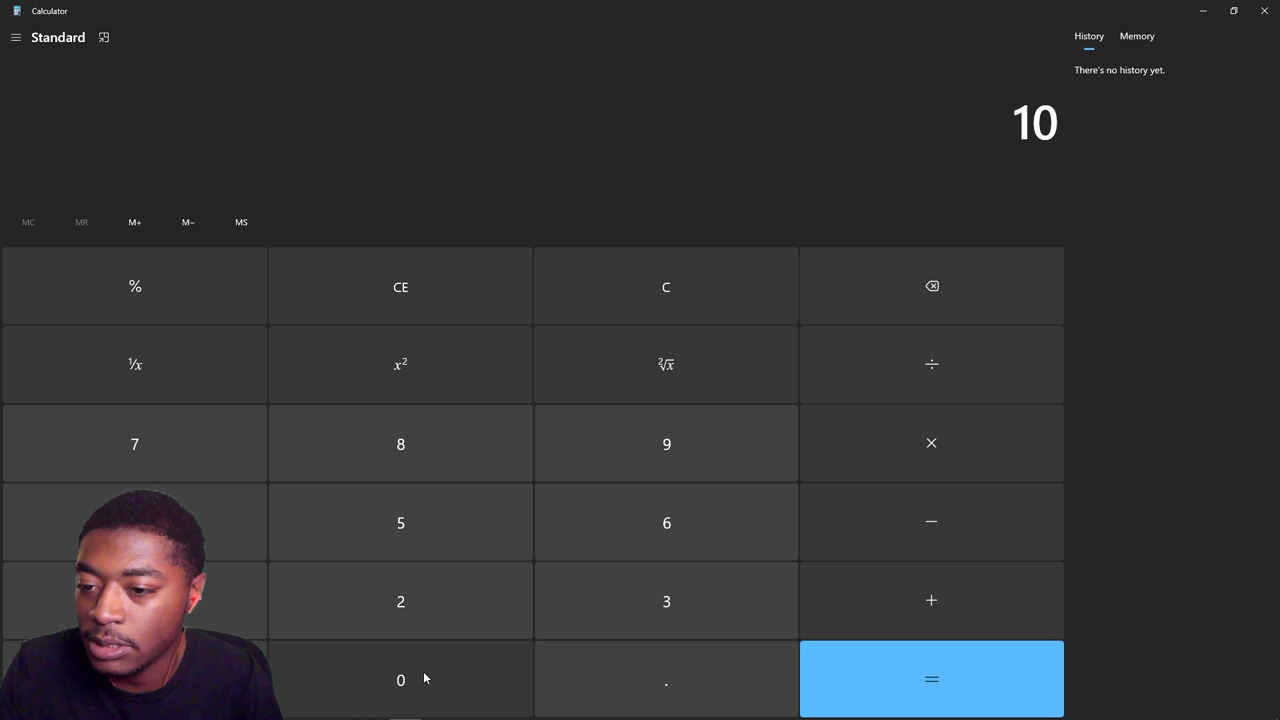 Calculator
Standard
History Memory
There's no history yet.
10
MC MR M+ M− MS
% CE C
⅟x x² ²√x ÷
7 8 9 ×
5 6 −
2 3 +
0 . =